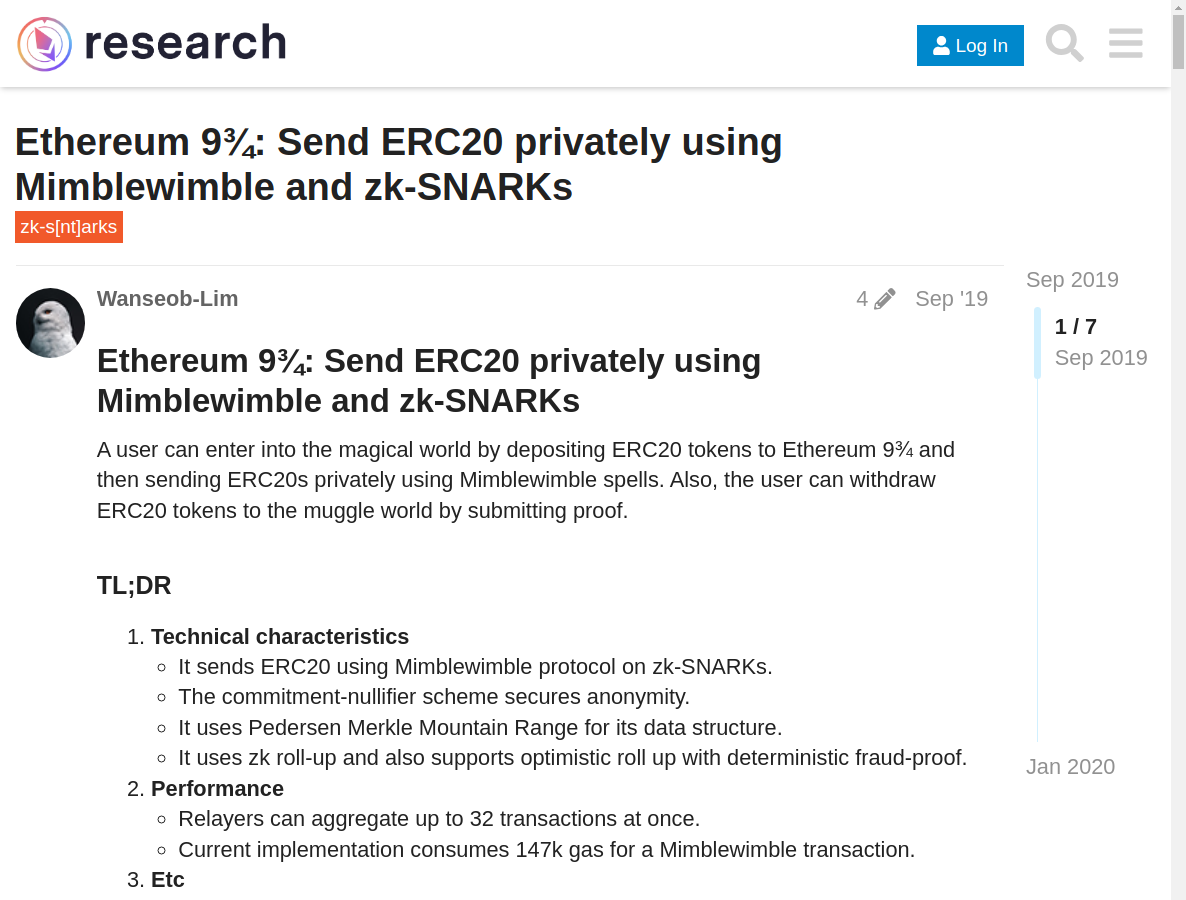 research
Log In
Ethereum 9¾: Send ERC20 privately using
Mimblewimble and zk-SNARKs
zk-s[nt]arks
Wanseob-Lim
4
Sep '19
Sep 2019
1 / 7
Sep 2019
Ethereum 9¾: Send ERC20 privately using
Mimblewimble and zk-SNARKs
A user can enter into the magical world by depositing ERC20 tokens to Ethereum 9¾ and
then sending ERC20s privately using Mimblewimble spells. Also, the user can withdraw
ERC20 tokens to the muggle world by submitting proof.
TL;DR
1. Technical characteristics
◦ It sends ERC20 using Mimblewimble protocol on zk-SNARKs.
◦ The commitment-nullifier scheme secures anonymity.
◦ It uses Pedersen Merkle Mountain Range for its data structure.
◦ It uses zk roll-up and also supports optimistic roll up with deterministic fraud-proof.
Jan 2020
2. Performance
◦ Relayers can aggregate up to 32 transactions at once.
◦ Current implementation consumes 147k gas for a Mimblewimble transaction.
3. Etc